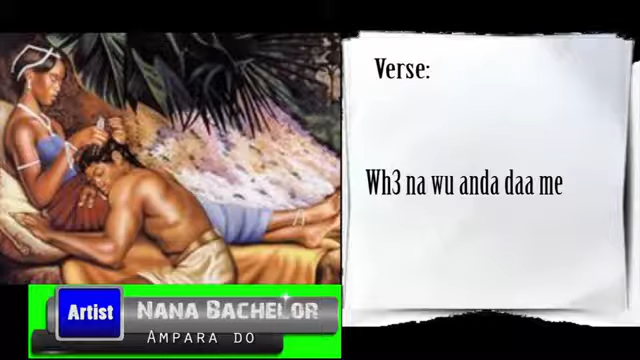 Verse:
Wh3 na wu anda daa me
Artist
NANA BACHELOR
AMPARA DO